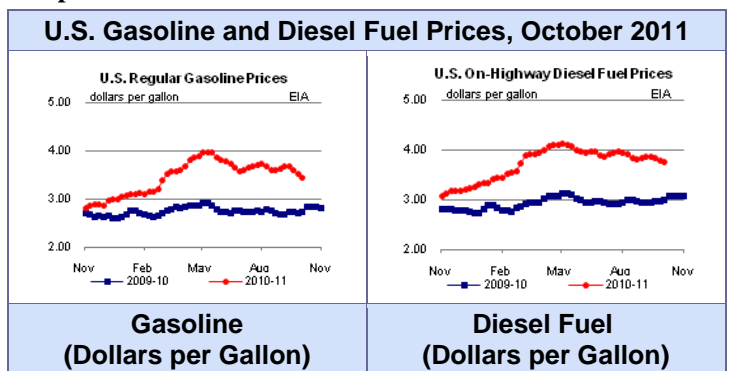 U.S. Gasoline and Diesel Fuel Prices, October 2011
U.S. Regular Gasoline Prices
dollars per gallon EIA
5.00
4.00
3.00
2.00
Nov Feb May Aug Nov
2009-10 2010-11
U.S. On-Highway Diesel Fuel Prices
dollars per gallon EIA
5.00
4.00
3.00
2.00
Nov Feb May Aug Nov
2009-10 2010-11
Gasoline
(Dollars per Gallon)
Diesel Fuel
(Dollars per Gallon)